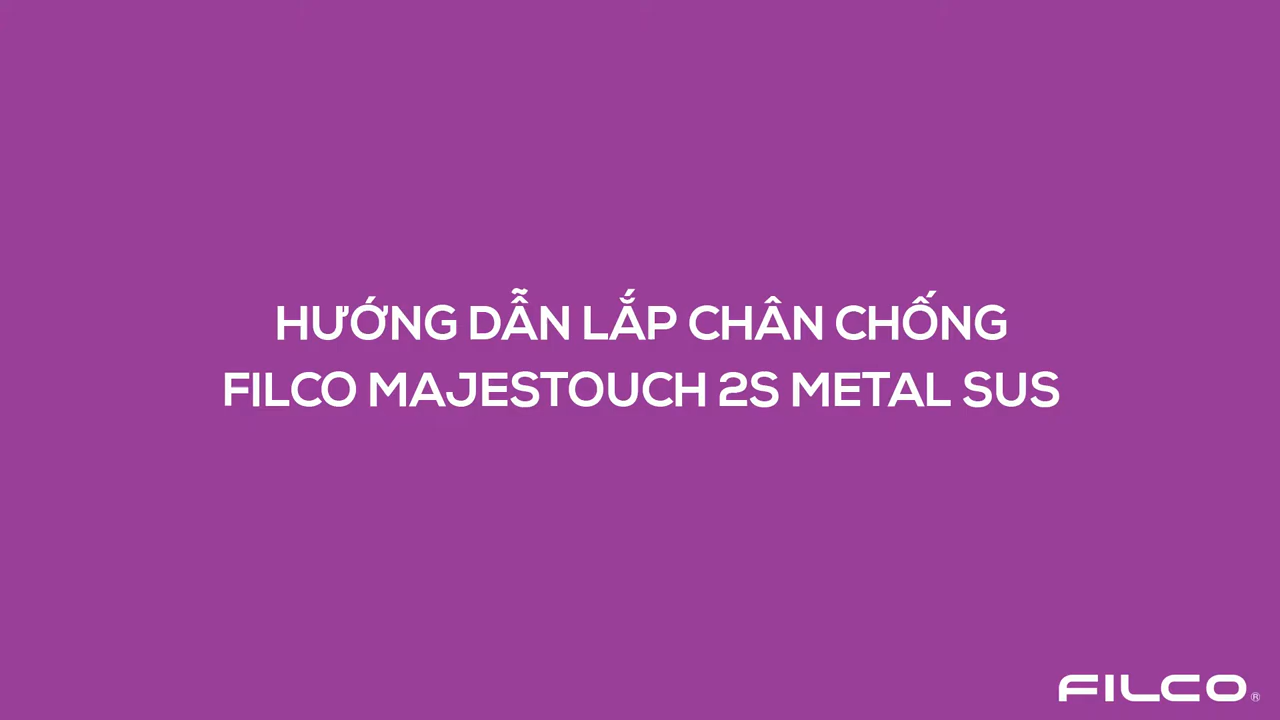 HƯỚNG DẪN LẮP CHÂN CHỐNG
FILCO MAJESTOUCH 2S METAL SUS
FILCO®